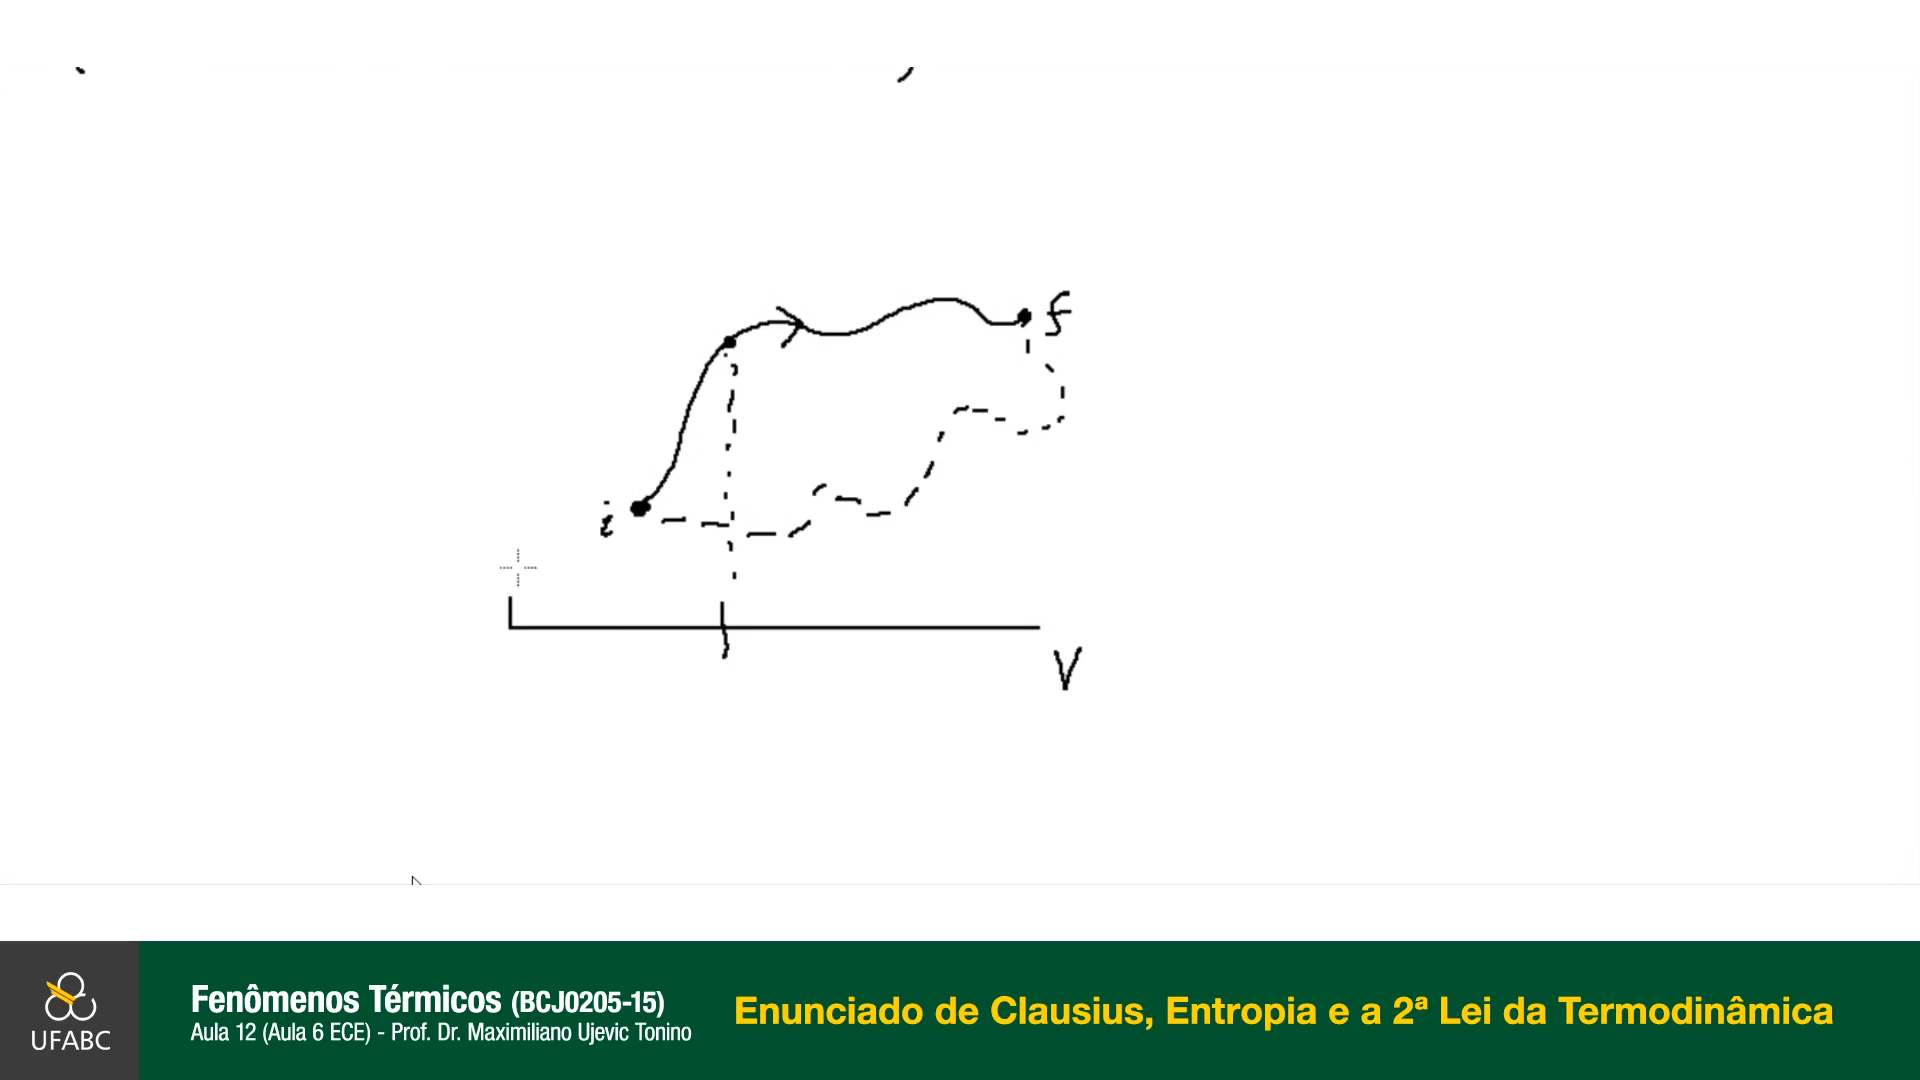 f
i
V
UFABC
Fenômenos Térmicos (BCJ0205-15)
Aula 12 (Aula 6 ECE) - Prof. Dr. Maximiliano Ujevic Tonino
Enunciado de Clausius, Entropia e a 2ª Lei da Termodinâmica